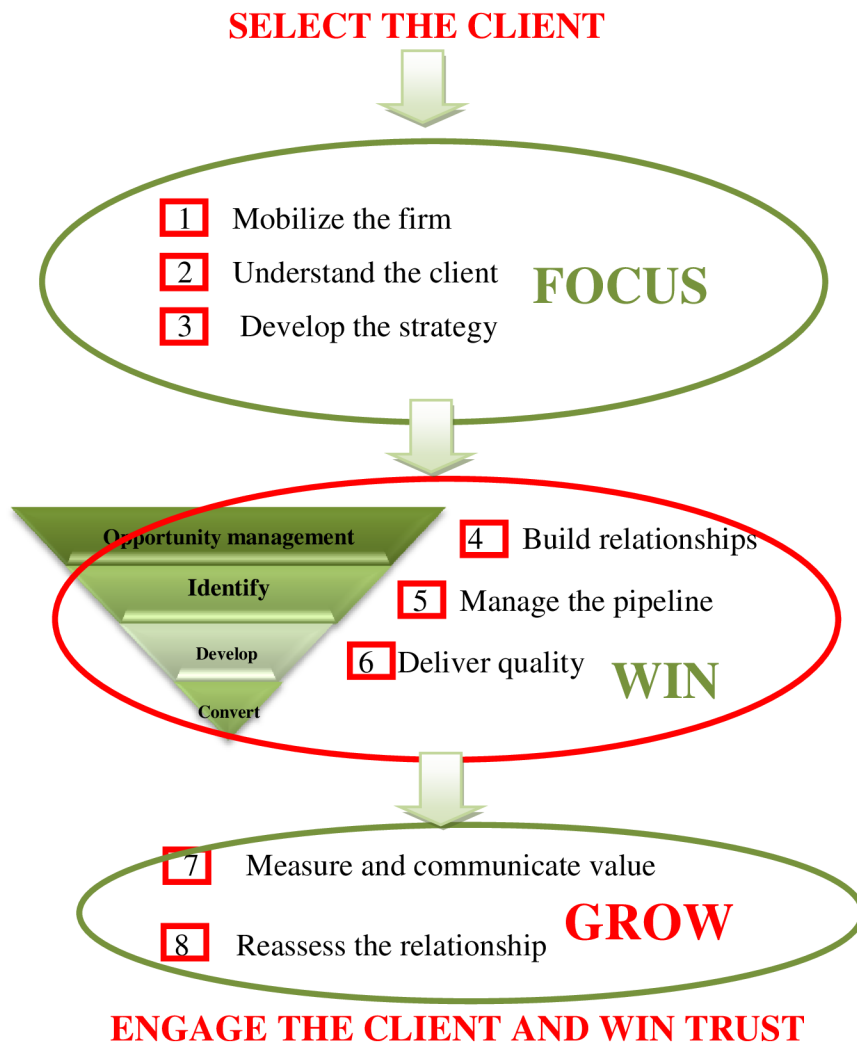 SELECT THE CLIENT
1 Mobilize the firm
2 Understand the client
FOCUS
3 Develop the strategy
Opportunity management
4 Build relationships
Identify
5 Manage the pipeline
Develop
6 Deliver quality
WIN
Convert
7 Measure and communicate value
GROW
8 Reassess the relationship
ENGAGE THE CLIENT AND WIN TRUST